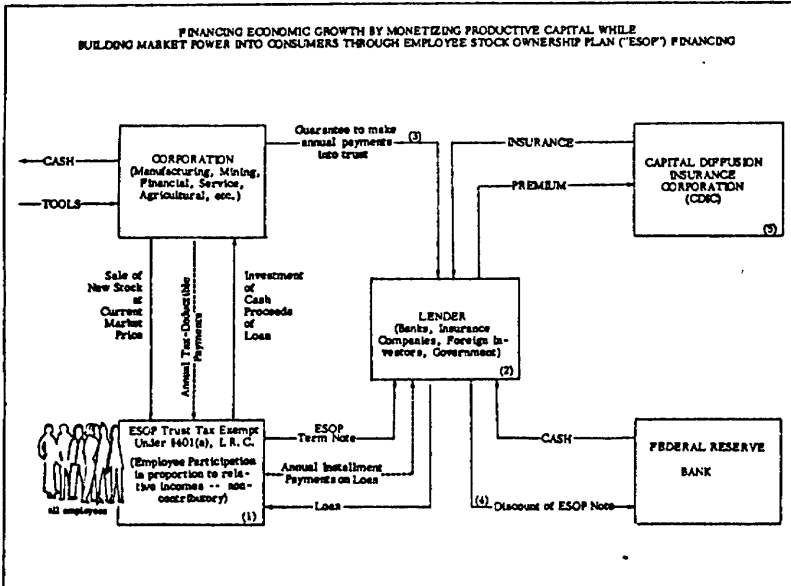 FINANCING ECONOMIC GROWTH BY MONETIZING PRODUCTIVE CAPITAL WHILE
BUILDING MARKET POWER INTO CONSUMERS THROUGH EMPLOYEE STOCK OWNERSHIP PLAN ("ESOP") FINANCING
CASH
TOOLS
CORPORATION
(Manufacturing, Mining,
Financial, Service,
Agricultural, etc.)
Guarantee to make
annual payments
into trust
(3)
INSURANCE
PREMIUM
CAPITAL DIFFUSION
INSURANCE
CORPORATION
(CDIC)
(5)
Sale of
New Stock
at
Current
Market
Price
Annual Tax-Deductible
Payments
Investment
of
Cash
Proceeds
of
Loan
LENDER
(Banks, Insurance
Companies, Foreign In-
vestors, Government)
(2)
all employees
ESOP Trust Tax Exempt
Under §401(a), I. R. C.
(Employee Participation
in proportion to rela-
tive incomes -- non-
contributory)
(1)
ESOP
Term Note
Annual Installment
Payments on Loan
Loan
CASH
(4)
Discount of ESOP Note
FEDERAL RESERVE
BANK